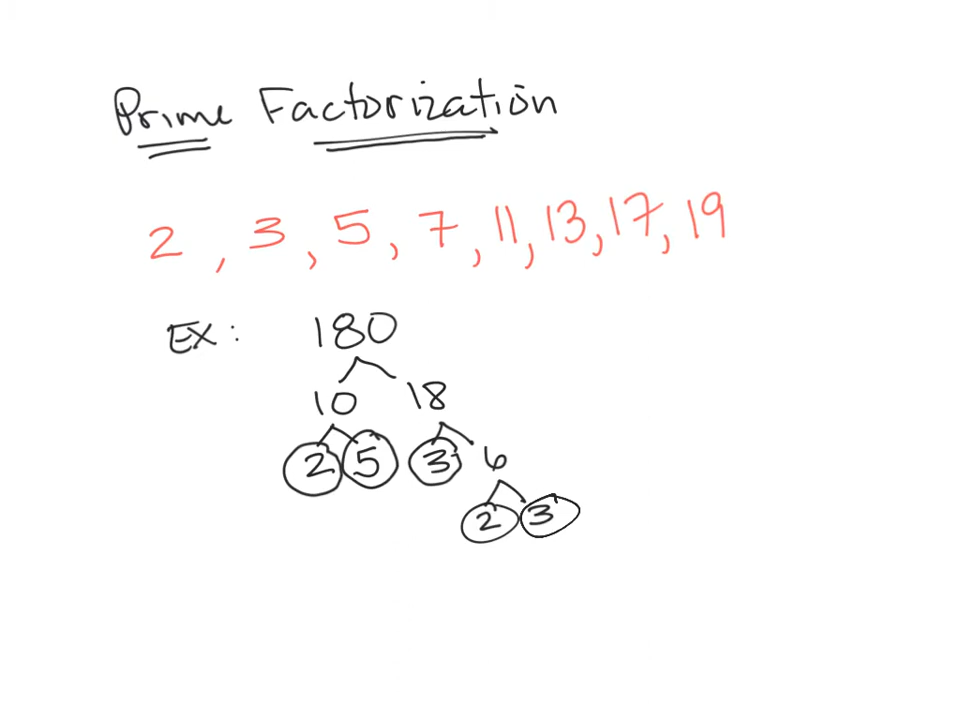 Prime Factorization
2, 3, 5, 7, 11, 13, 17, 19
EX: 180
10 18
2 5 3 6
2 3